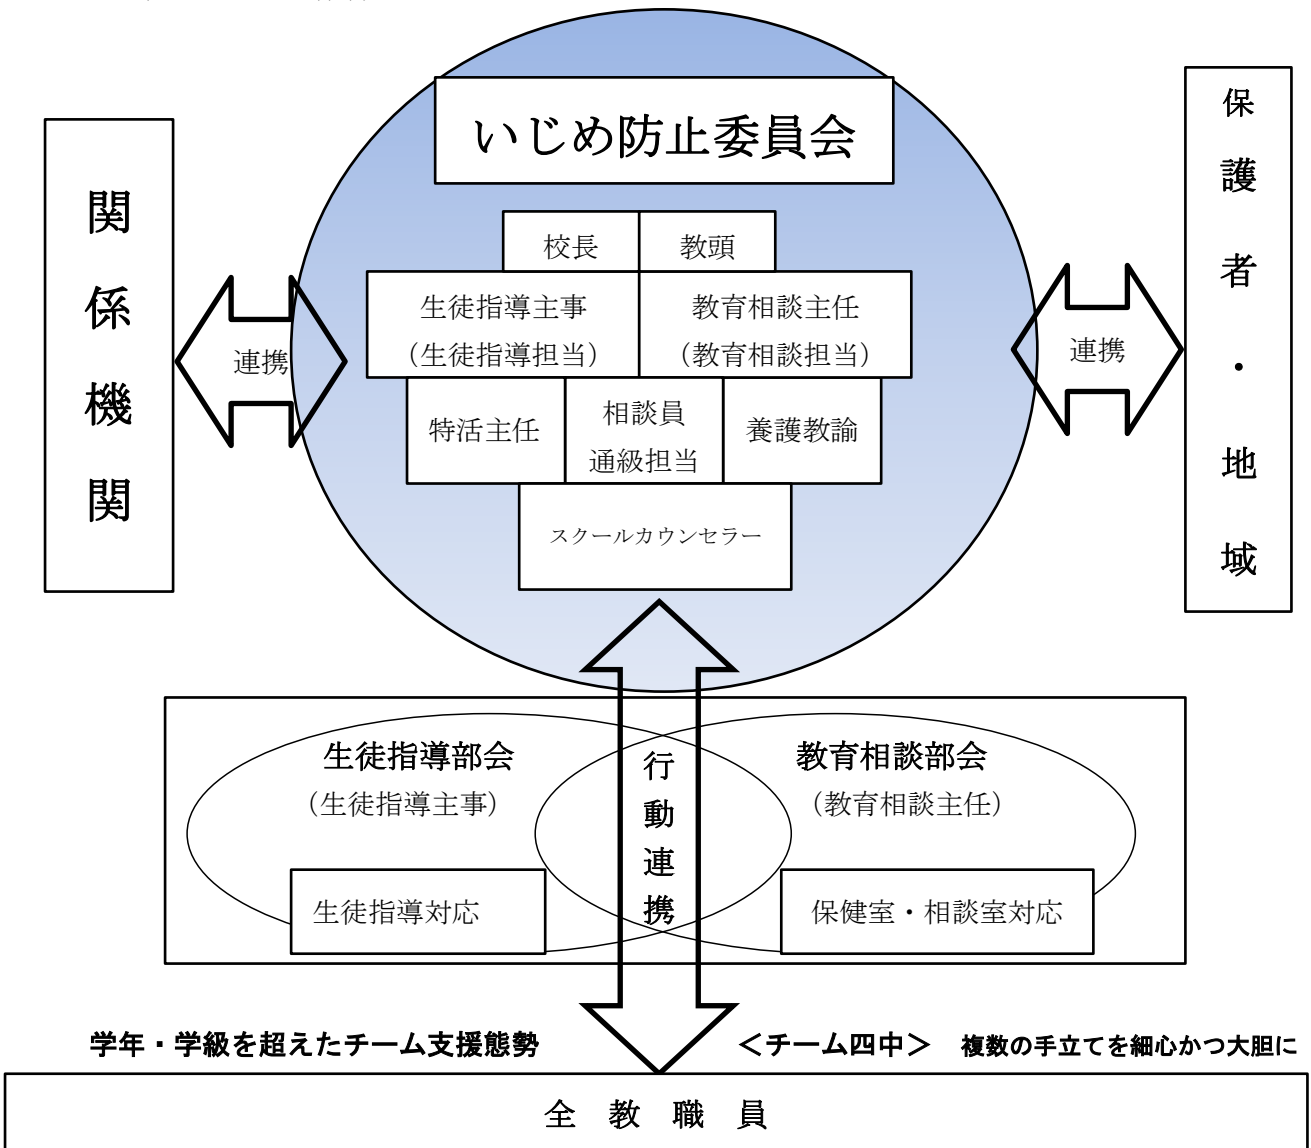 いじめ防止委員会
関係機関
保護者・地域
校長
教頭
生徒指導主事
（生徒指導担当）
教育相談主任
（教育相談担当）
連携
連携
特活主任
相談員
通級担当
養護教諭
スクールカウンセラー
生徒指導部会
（生徒指導主事）
行動連携
教育相談部会
（教育相談主任）
生徒指導対応
保健室・相談室対応
学年・学級を超えたチーム支援態勢
＜チーム四中＞ 複数の手立てを細心かつ大胆に
全教職員